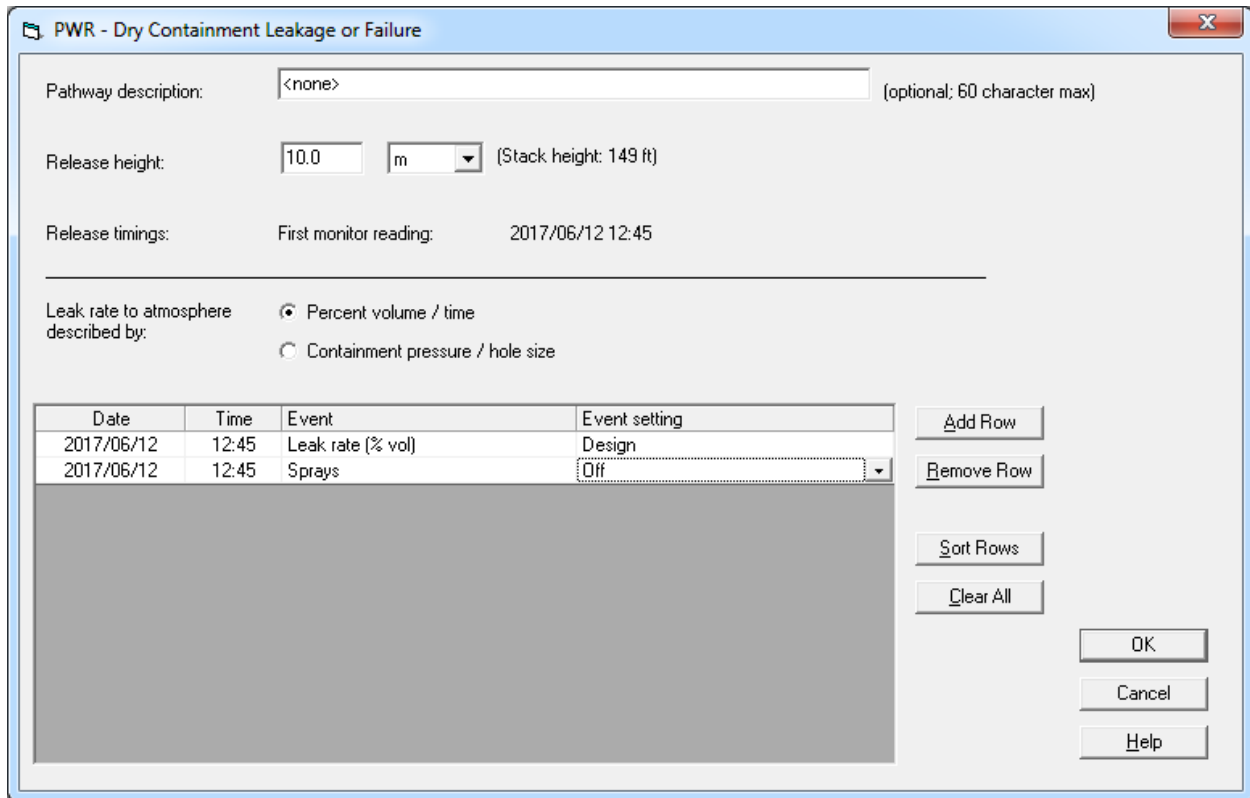 PWR - Dry Containment Leakage or Failure
Pathway description: <none> (optional; 60 character max)
Release height: 10.0 m (Stack height: 149 ft)
Release timings: First monitor reading: 2017/06/12 12:45
Leak rate to atmosphere
described by:
Percent volume / time
Containment pressure / hole size
Date Time Event Event setting
2017/06/12 12:45 Leak rate (% vol) Design
2017/06/12 12:45 Sprays Off
Add Row
Remove Row
Sort Rows
Clear All
OK
Cancel
Help